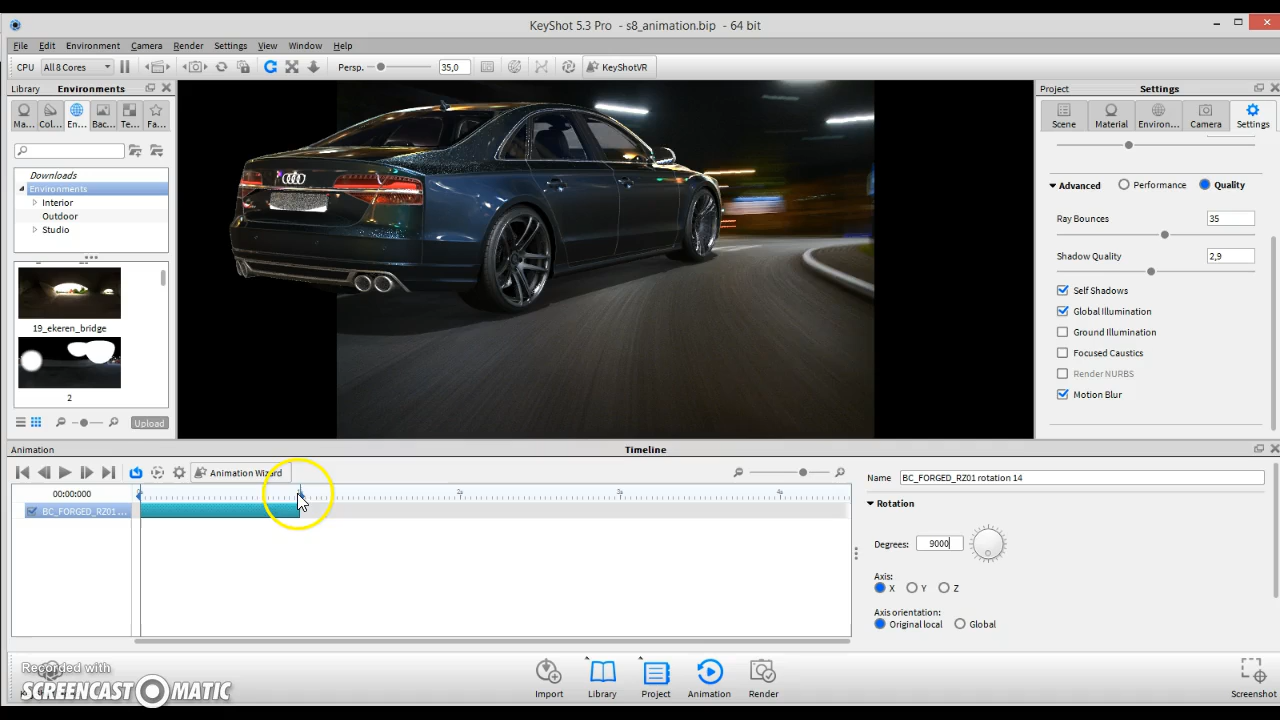 KeyShot 5.3 Pro - s8_animation.bip - 64 bit
File Edit Environment Camera Render Settings View Window Help
CPU All 8 Cores Persp. 35,0 KeyShotVR
Library Environments
Ma... Col... En... Bac... Te... Fa...
Downloads
Environments
Interior
Outdoor
Studio
19_ekeren_bridge
2
Upload
Project Settings
Scene Material Environ... Camera Settings
Advanced Performance Quality
Ray Bounces 35
Shadow Quality 2,9
Self Shadows
Global Illumination
Ground Illumination
Focused Caustics
Render NURBS
Motion Blur
Animation Timeline
Animation Wizard
00:00:000 2s 3s 4s
BC_FORGED_RZ01 ...
Name BC_FORGED_RZ01 rotation 14
Rotation
Degrees: 9000
Axis:
X Y Z
Axis orientation:
Original local Global
Import Library Project Animation Render Screenshot
Recorded with
SCREENCAST MATIC